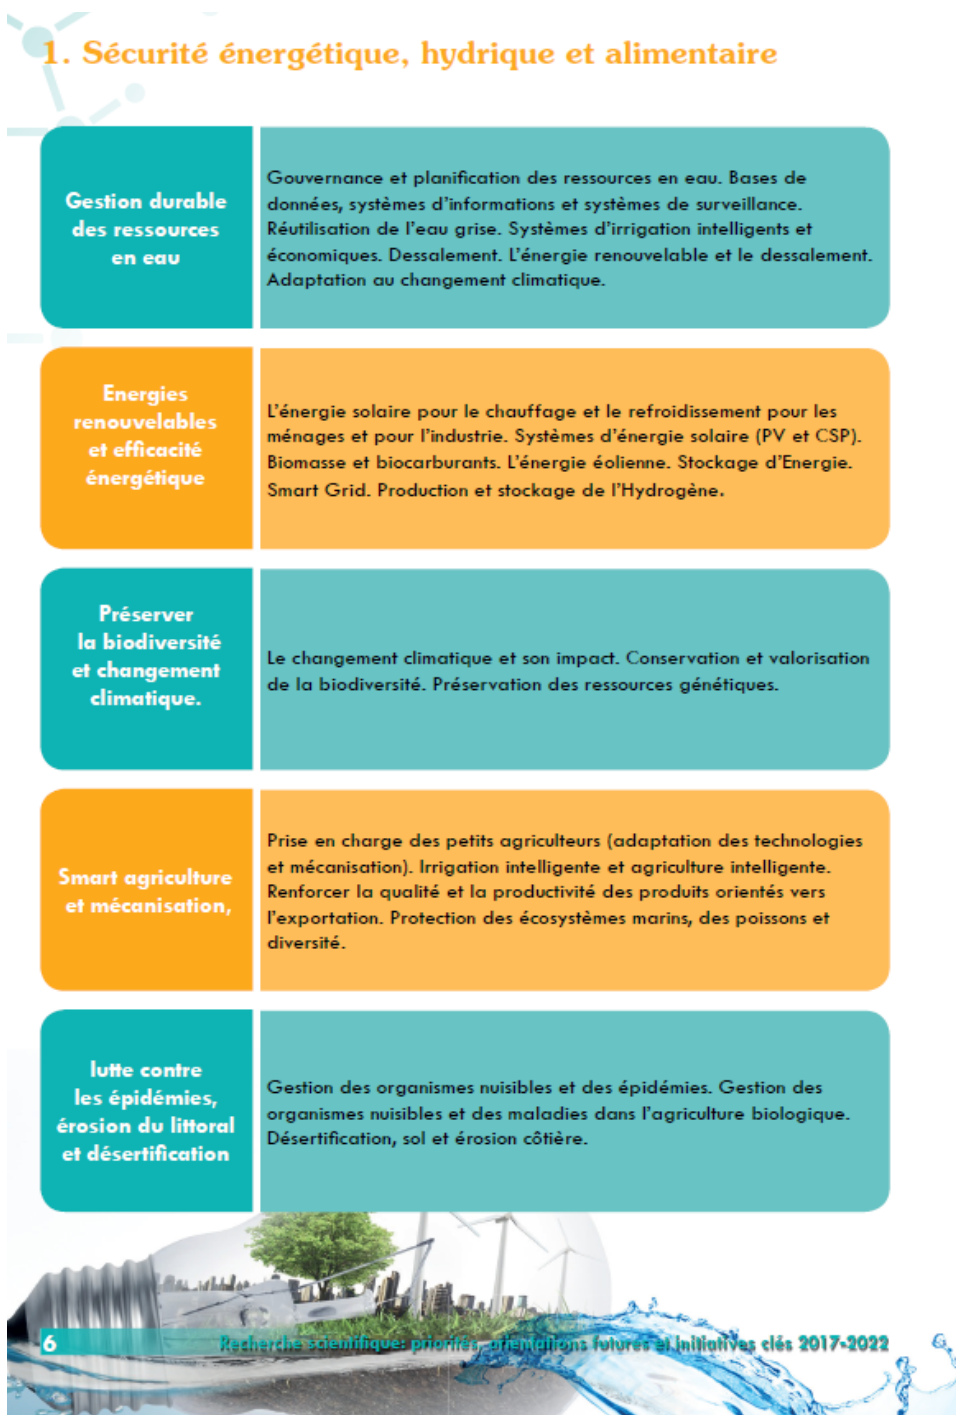 1. Sécurité énergétique, hydrique et alimentaire
Gestion durable
des ressources
en eau
Gouvernance et planification des ressources en eau. Bases de
données, systèmes d'informations et systèmes de surveillance.
Réutilisation de l'eau grise. Systèmes d'irrigation intelligents et
économiques. Dessalement. L'énergie renouvelable et le dessalement.
Adaptation au changement climatique.
Energies
renouvelables
et efficacité
énergétique
L'énergie solaire pour le chauffage et le refroidissement pour les
ménages et pour l'industrie. Systèmes d'énergie solaire (PV et CSP).
Biomasse et biocarburants. L'énergie éolienne. Stockage d'Energie.
Smart Grid. Production et stockage de l'Hydrogène.
Préserver
la biodiversité
et changement
climatique.
Le changement climatique et son impact. Conservation et valorisation
de la biodiversité. Préservation des ressources génétiques.
Smart agriculture
et mécanisation,
Prise en charge des petits agriculteurs (adaptation des technologies
et mécanisation). Irrigation intelligente et agriculture intelligente.
Renforcer la qualité et la productivité des produits orientés vers
l'exportation. Protection des écosystèmes marins, des poissons et
diversité.
lutte contre
les épidémies,
érosion du littoral
et désertification
Gestion des organismes nuisibles et des épidémies. Gestion des
organismes nuisibles et des maladies dans l'agriculture biologique.
Désertification, sol et érosion côtière.
6
Recherche scientifique: priorités, orientations futures et initiatives clés 2017-2022